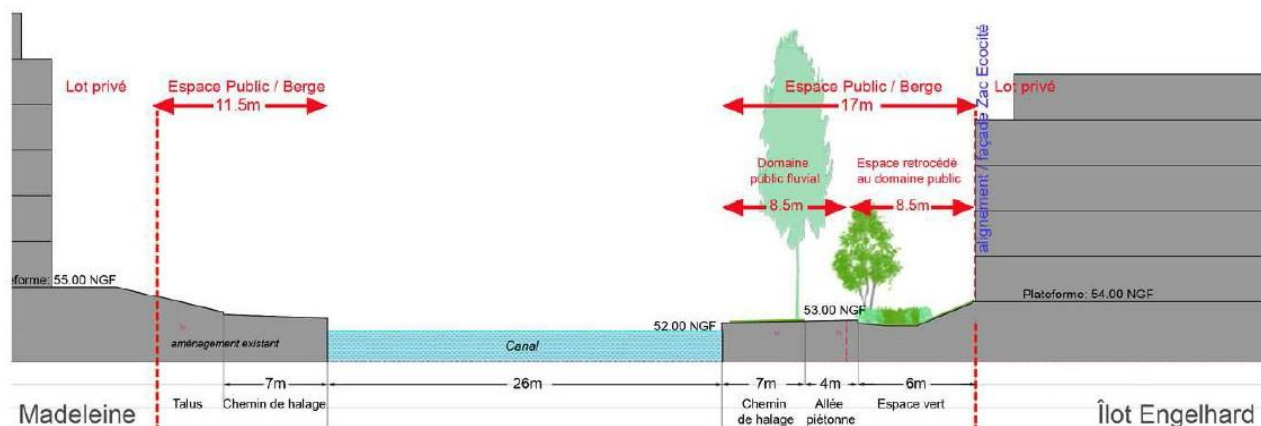 Lot privé
Espace Public / Berge
11.5m
Espace Public / Berge
17m
Lot privé
alignement / façade Zac Ecocité
Domaine
public fluvial
8.5m
Espace retrocédé
au domaine public
8.5m
eforme: 55.00 NGF
53.00 NGF
Plateforme: 54.00 NGF
52.00 NGF
aménagement existant
Canal
7m
26m
7m
4m
6m
Talus
Chemin de halage
Chemin
de halage
Allée
piétonne
Espace vert
Madeleine
Îlot Engelhard